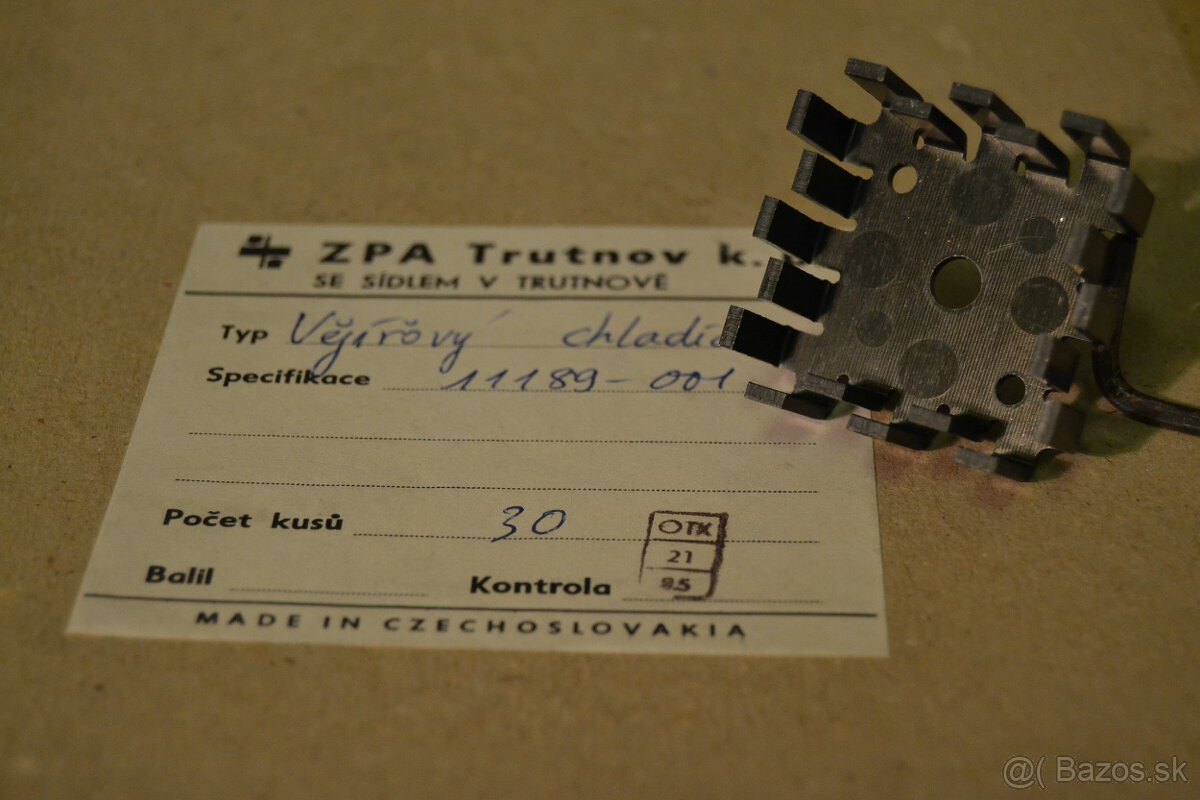 ZPA Trutnov k.
SE SÍDLEM V TRUTNOVĚ
Typ Vějířový chladič
Specifikace 11189-001
Počet kusů 30
OTK
21
85
Balil Kontrola
MADE IN CZECHOSLOVAKIA
@( Bazos.sk